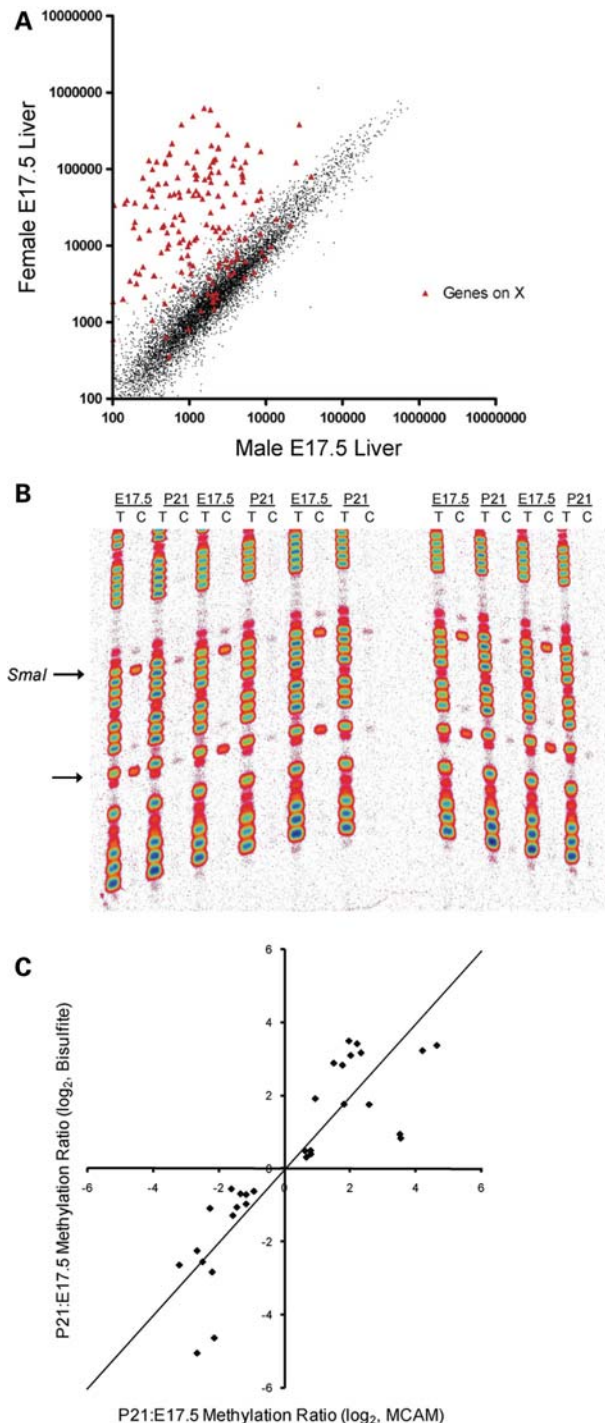 A
10000000
1000000
100000
10000
1000
100
Female E17.5 Liver
Genes on X
100 1000 10000 100000 1000000 10000000
Male E17.5 Liver
B
E17.5 P21 E17.5 P21 E17.5 P21 E17.5 P21 E17.5 P21
T C T C T C T C T C T C T C T C T C T C
SmaI
C
P21:E17.5 Methylation Ratio (log2, Bisulfite)
6
4
2
0
-6 -4 -2 0 2 4 6
-2
-4
-6
P21:E17.5 Methylation Ratio (log2, MCAM)